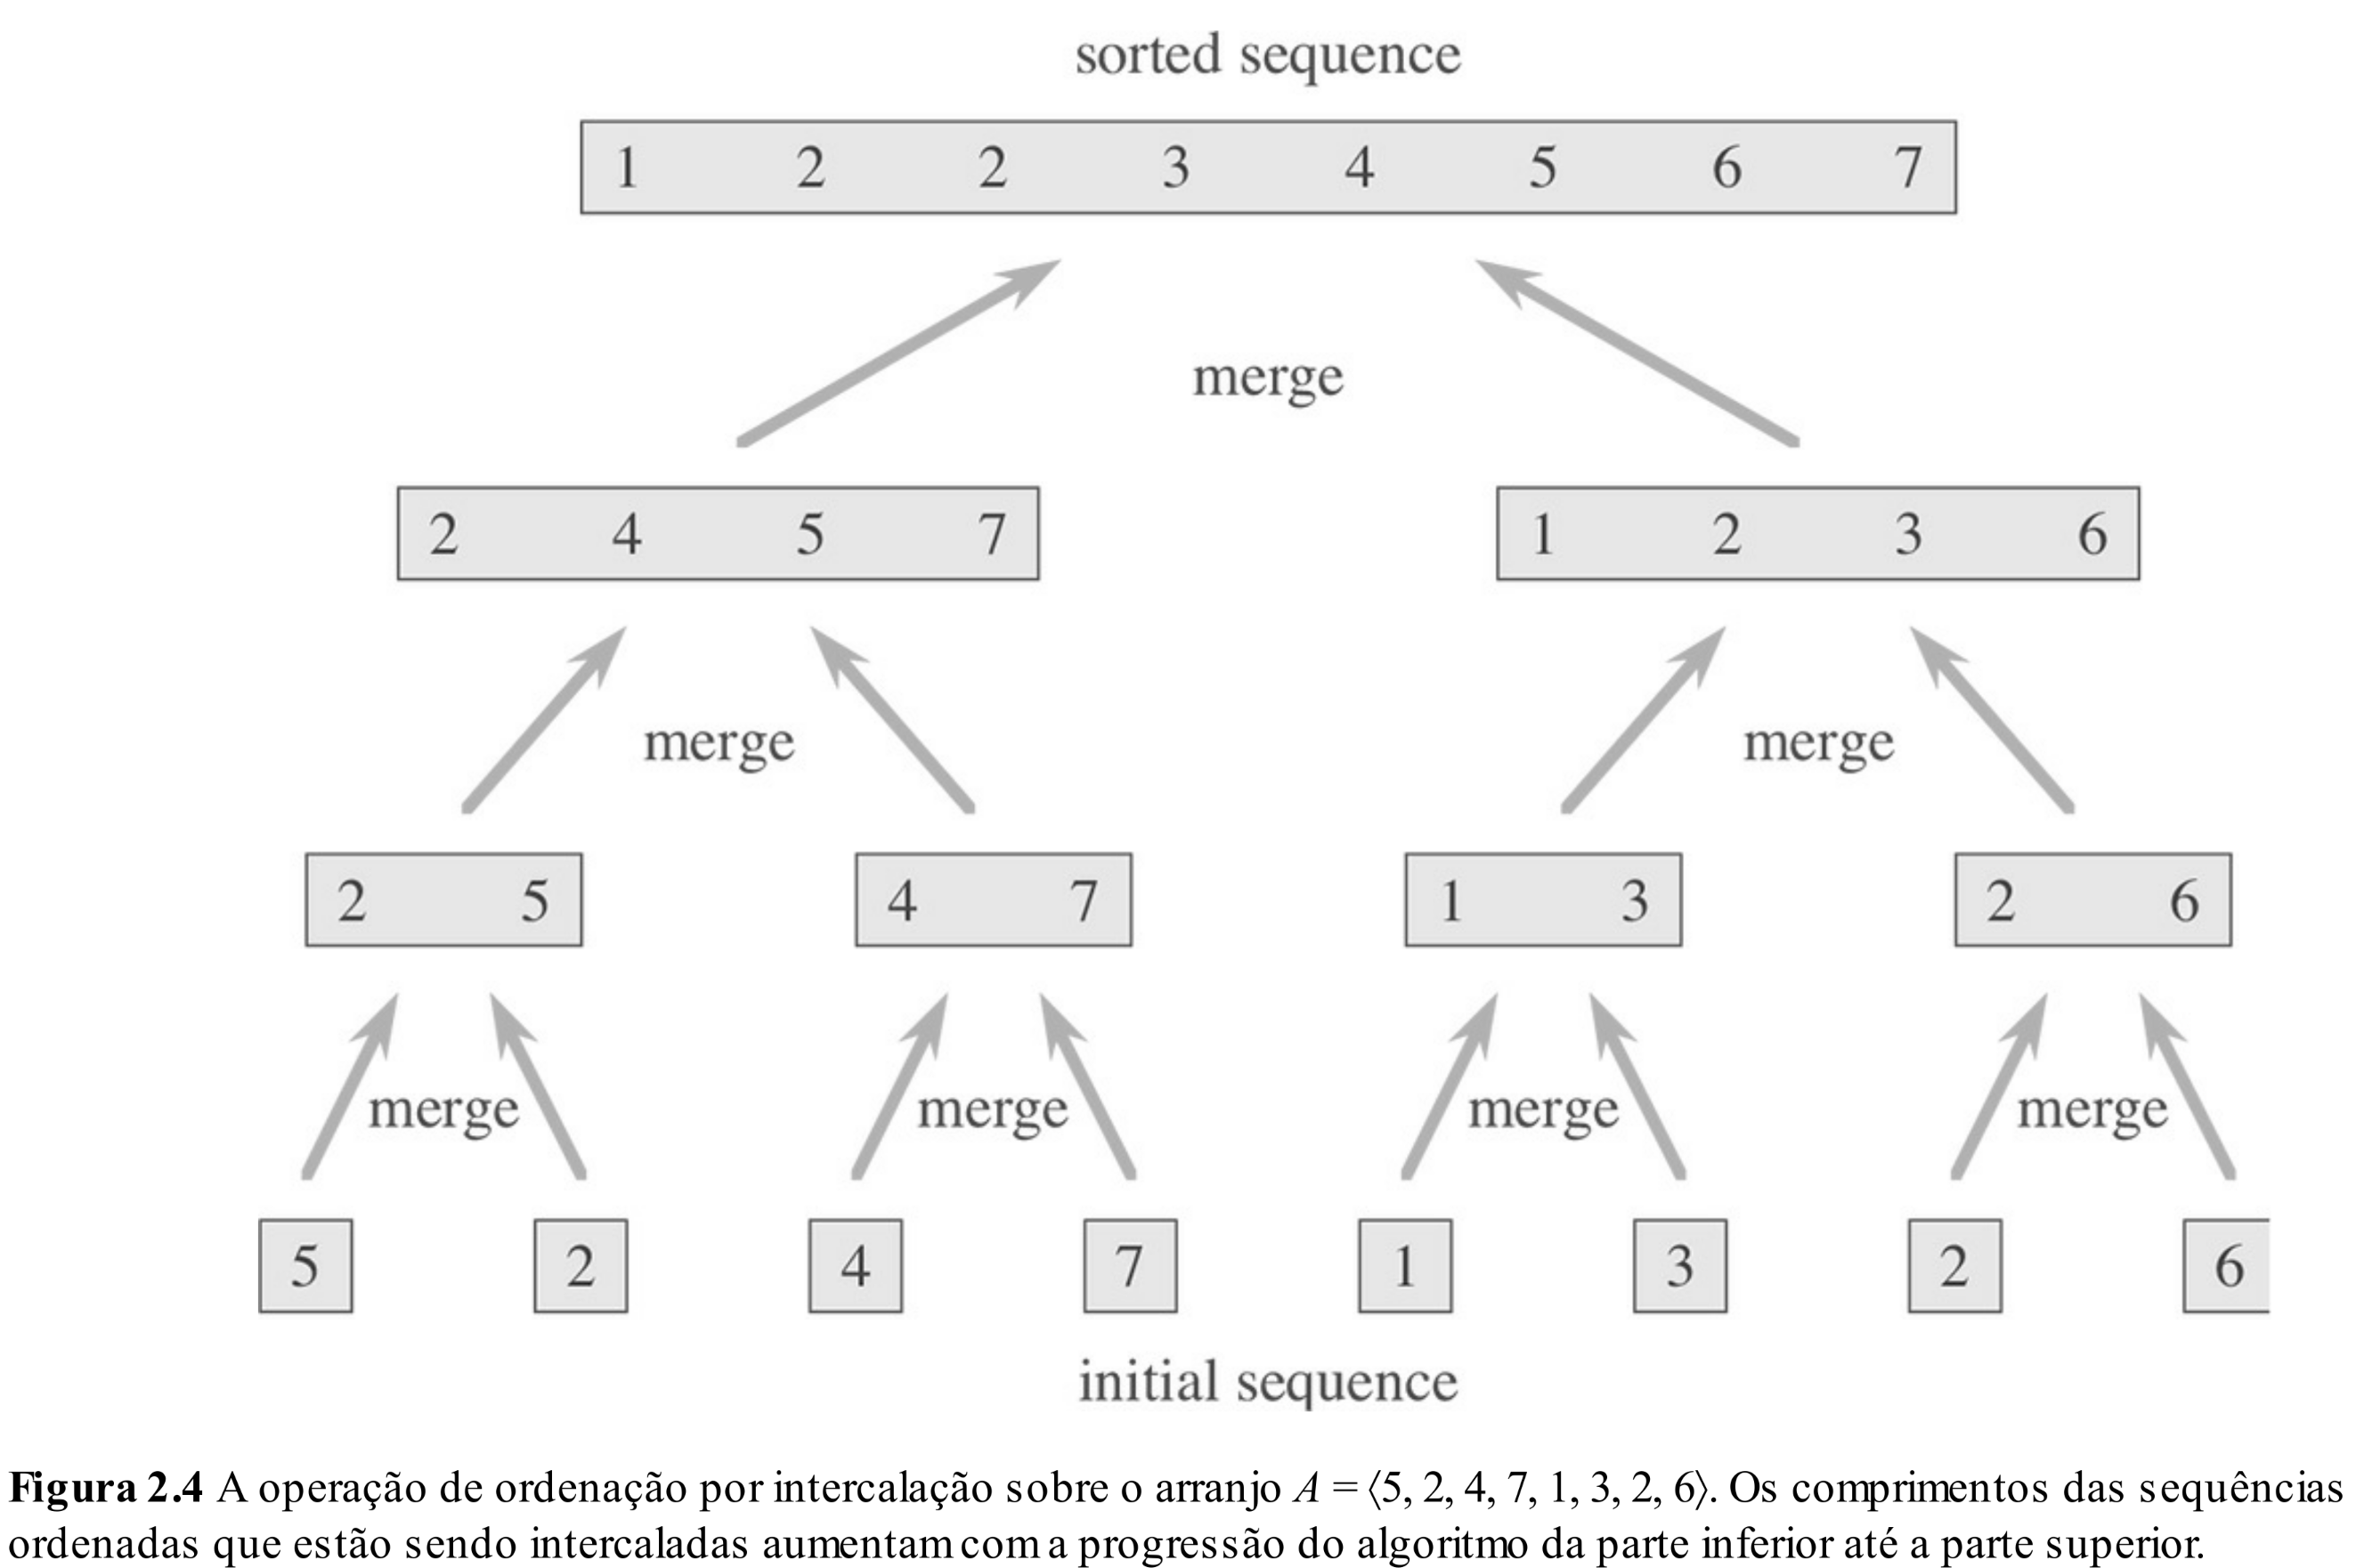 sorted sequence
1 2 2 3 4 5 6 7
merge
2 4 5 7 1 2 3 6
merge merge
2 5 4 7 1 3 2 6
merge merge merge merge
5 2 4 7 1 3 2 6
initial sequence
Figura 2.4 A operação de ordenação por intercalação sobre o arranjo A = ⟨5, 2, 4, 7, 1, 3, 2, 6⟩. Os comprimentos das sequências
ordenadas que estão sendo intercaladas aumentam com a progressão do algoritmo da parte inferior até a parte superior.